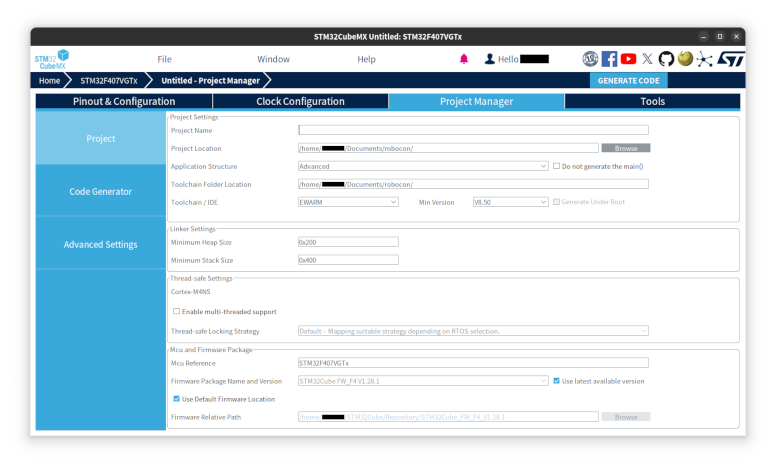 STM32CubeMX Untitled: STM32F407VGTx
STM32 CubeMX
File Window Help Hello
Home STM32F407VGTx Untitled - Project Manager GENERATE CODE
Pinout & Configuration Clock Configuration Project Manager Tools
Project
Code Generator
Advanced Settings
Project Settings
Project Name
Project Location /home/ /Documents/robocon/ Browse
Application Structure Advanced Do not generate the main()
Toolchain Folder Location /home/ /Documents/robocon/
Toolchain / IDE EWARM Min Version V8.50 Generate Under Root
Linker Settings
Minimum Heap Size 0x200
Minimum Stack Size 0x400
Thread-safe Settings
Cortex-M4NS
Enable multi-threaded support
Thread-safe Locking Strategy Default - Mapping suitable strategy depending on RTOS selection.
Mcu and Firmware Package
Mcu Reference STM32F407VGTx
Firmware Package Name and Version STM32Cube FW_F4 V1.28.1 Use latest available version
Use Default Firmware Location
Firmware Relative Path /home/ /STM32Cube/Repository/STM32Cube_FW_F4_V1.28.1 Browse